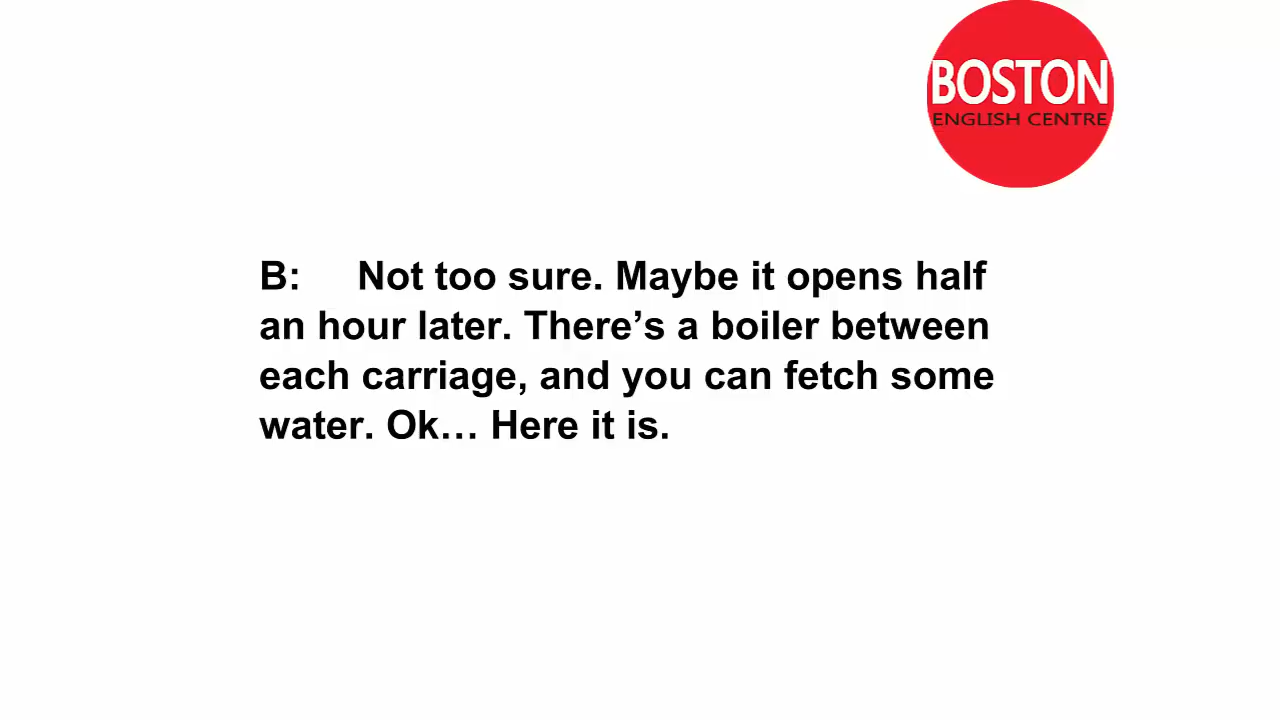 BOSTON
ENGLISH CENTRE
B: Not too sure. Maybe it opens half
an hour later. There’s a boiler between
each carriage, and you can fetch some
water. Ok… Here it is.